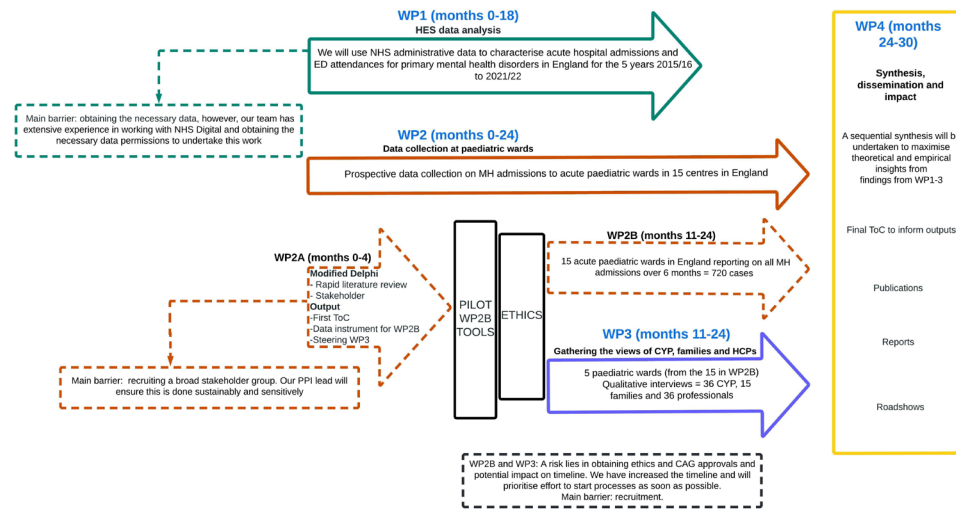 WP1 (months 0-18)
HES data analysis
We will use NHS administrative data to characterise acute hospital admissions and
ED attendances for primary mental health disorders in England for the 5 years 2015/16
to 2021/22
Main barrier: obtaining the necessary data, however, our team has
extensive experience in working with NHS Digital and obtaining the
necessary data permissions to undertake this work
WP2 (months 0-24)
Data collection at paediatric wards
Prospective data collection on MH admissions to acute paediatric wards in 15 centres in England
WP2A (months 0-4)
Modified Delphi
- Rapid literature review
- Stakeholder
Output
-First ToC
-Data instrument for WP2B
-Steering WP3
Main barrier: recruiting a broad stakeholder group. Our PPI lead will
ensure this is done sustainably and sensitively
PILOT
WP2B
TOOLS
ETHICS
WP2B (months 11-24)
15 acute paediatric wards in England reporting on all MH
admissions over 6 months = 720 cases
WP3 (months 11-24)
Gathering the views of CYP, families and HCPs
5 paediatric wards (from the 15 in WP2B)
Qualitative interviews = 36 CYP, 15
families and 36 professionals
WP2B and WP3: A risk lies in obtaining ethics and CAG approvals and
potential impact on timeline. We have increased the timeline and will
prioritise effort to start processes as soon as possible.
Main barrier: recruitment.
WP4 (months
24-30)
Synthesis,
dissemination and
impact
A sequential synthesis will b
undertaken to maximise
theoretical and empirical
insights from
findings from WP1-3
Final ToC to inform outputs
Publications
Reports
Roadshows